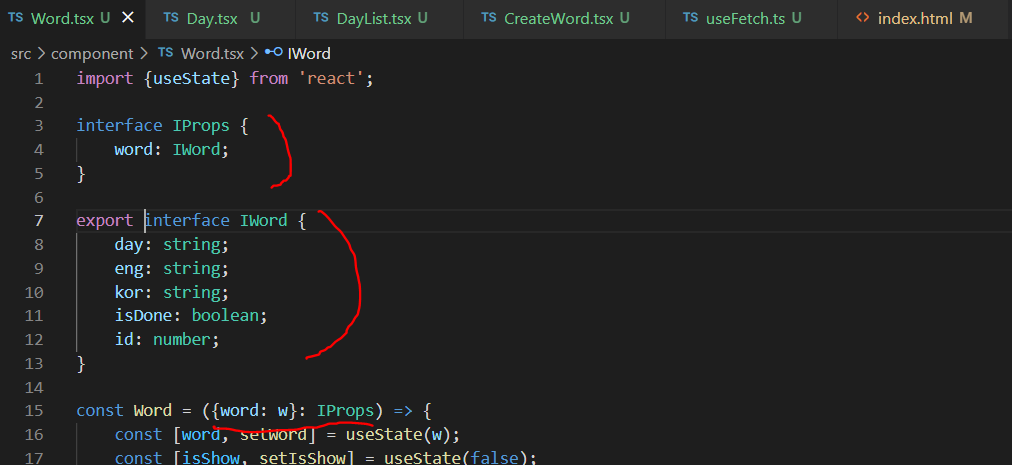 TS Word.tsx U X TS Day.tsx U TS DayList.tsx U TS CreateWord.tsx U TS useFetch.ts U <> index.html M
src > component > TS Word.tsx > IWord
1 import {useState} from 'react';
2
3 interface IProps {
4 word: IWord;
5 }
6
7 export interface IWord {
8 day: string;
9 eng: string;
10 kor: string;
11 isDone: boolean;
12 id: number;
13 }
14
15 const Word = ({word: w}: IProps) => {
16 const [word, setWord] = useState(w);
17 const [isShow, setIsShow] = useState(false);